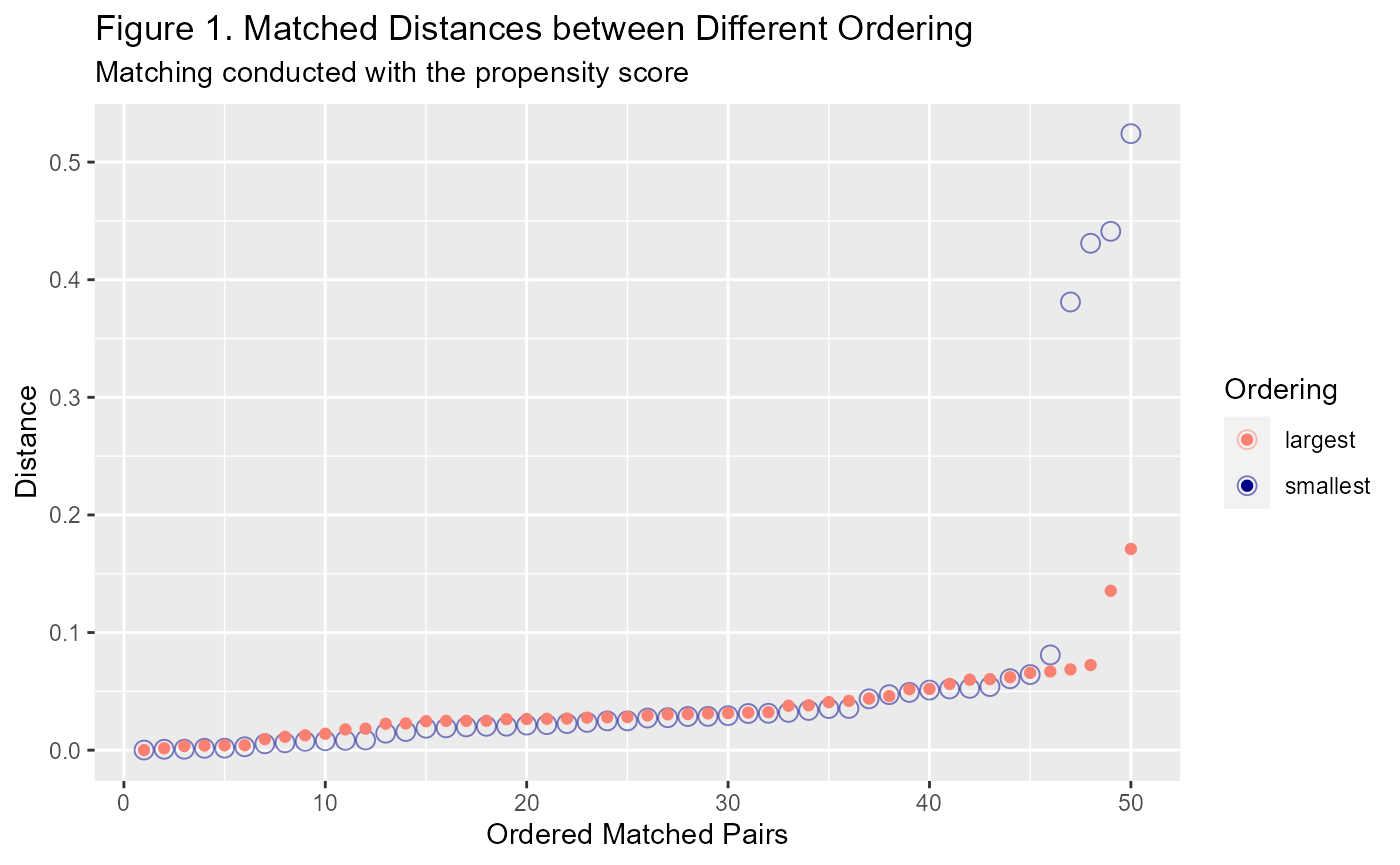 Figure 1. Matched Distances between Different Ordering
Matching conducted with the propensity score
0.5
0.4
0.3
0.2
0.1
0.0
Distance
0 10 20 30 40 50
Ordered Matched Pairs
Ordering
largest
smallest